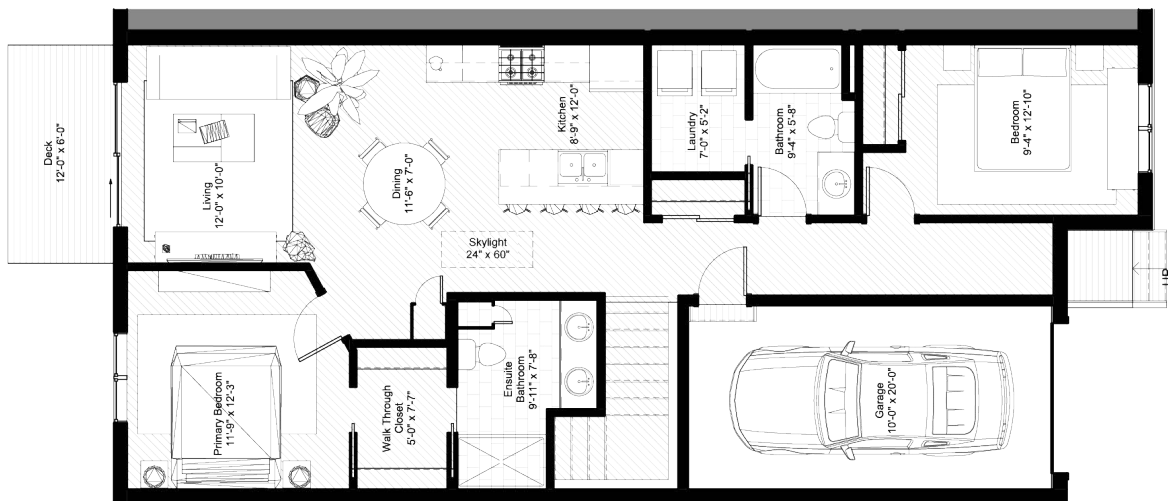 Deck
12'-0" x 6'-0"
Living
12'-0" x 10'-0"
Dining
11'-6" x 7'-0"
Kitchen
8'-9" x 12'-0"
Laundry
7'-0" x 5'-2"
Bathroom
9'-4" x 5'-8"
Bedroom
9'-4" x 12'-10"
Skylight
24" x 60"
UP
Primary Bedroom
11'-9" x 12'-3"
Walk Through
Closet
5'-0" x 7'-7"
Ensuite
Bathroom
9'-11" x 7'-8"
Garage
10'-0" x 20'-0"